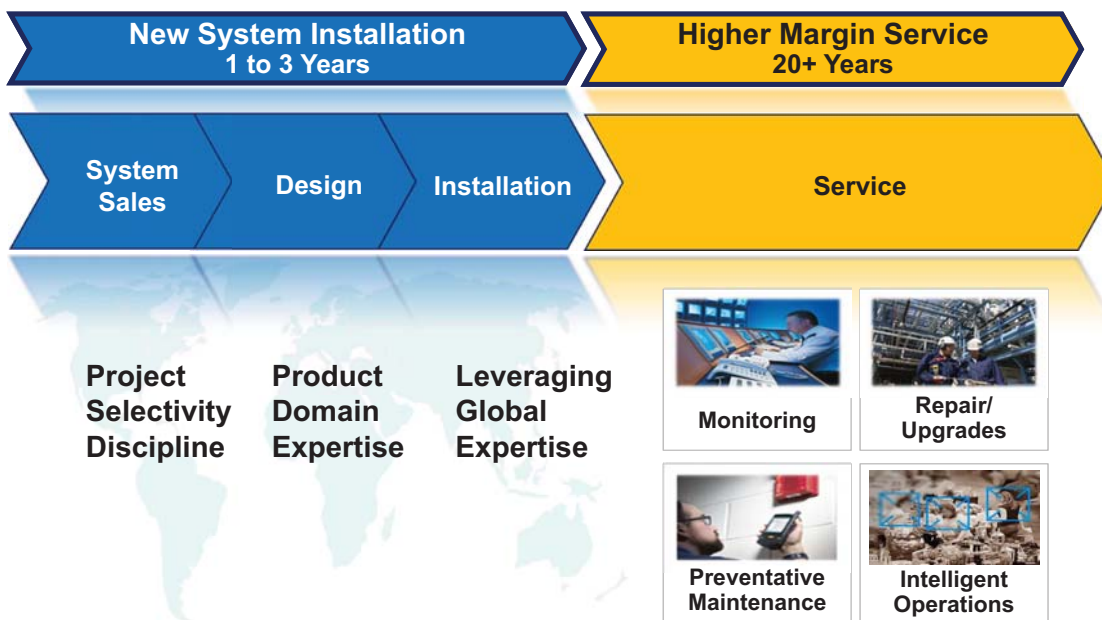 New System Installation
1 to 3 Years
Higher Margin Service
20+ Years
System
Sales
Design
Installation
Service
Project
Selectivity
Discipline
Product
Domain
Expertise
Leveraging
Global
Expertise
Monitoring
Repair/
Upgrades
Preventative
Maintenance
Intelligent
Operations